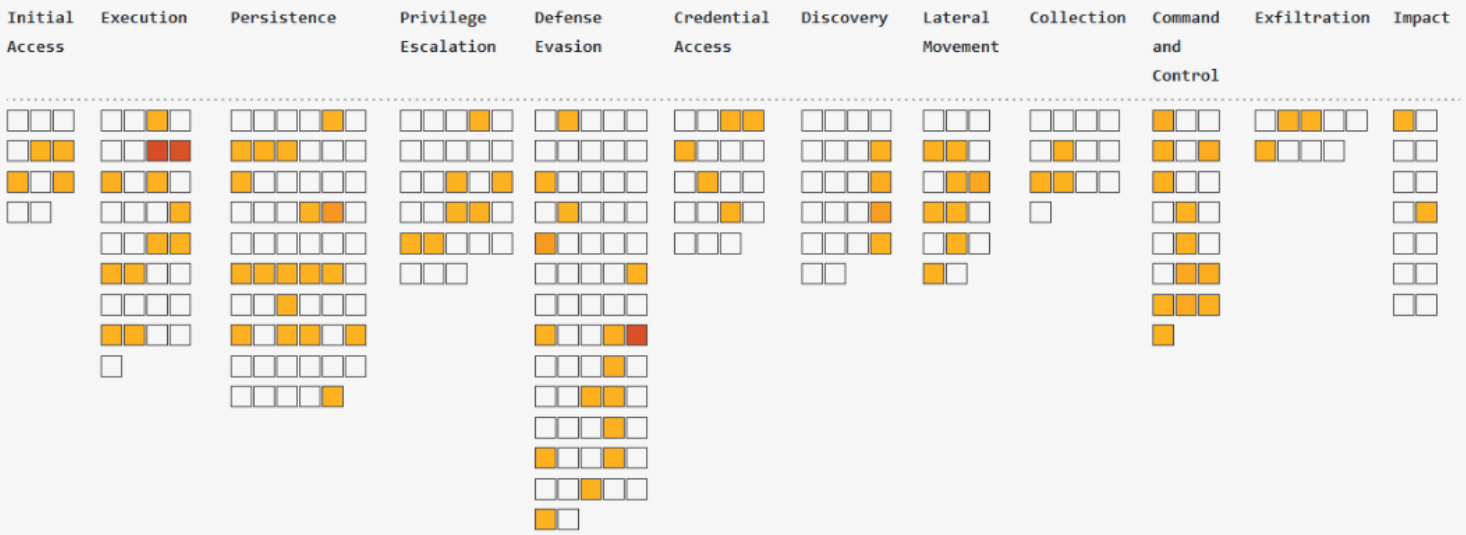 Initial Access
Execution
Persistence
Privilege Escalation
Defense Evasion
Credential Access
Discovery
Lateral Movement
Collection
Command and Control
Exfiltration
Impact